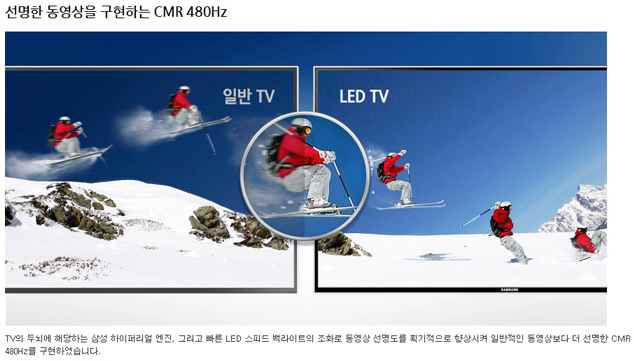 선명한 동영상을 구현하는 CMR 480Hz
일반 TV
LED TV
SAMSUNG
TV의 두뇌에 해당하는 삼성 하이퍼리얼 엔진, 그리고 빠른 LED 스피드 백라이트의 조화로 동영상 선명도를 획기적으로 향상시켜 일반적인 동영상보다 더 선명한 CMR
480Hz를 구현하였습니다.